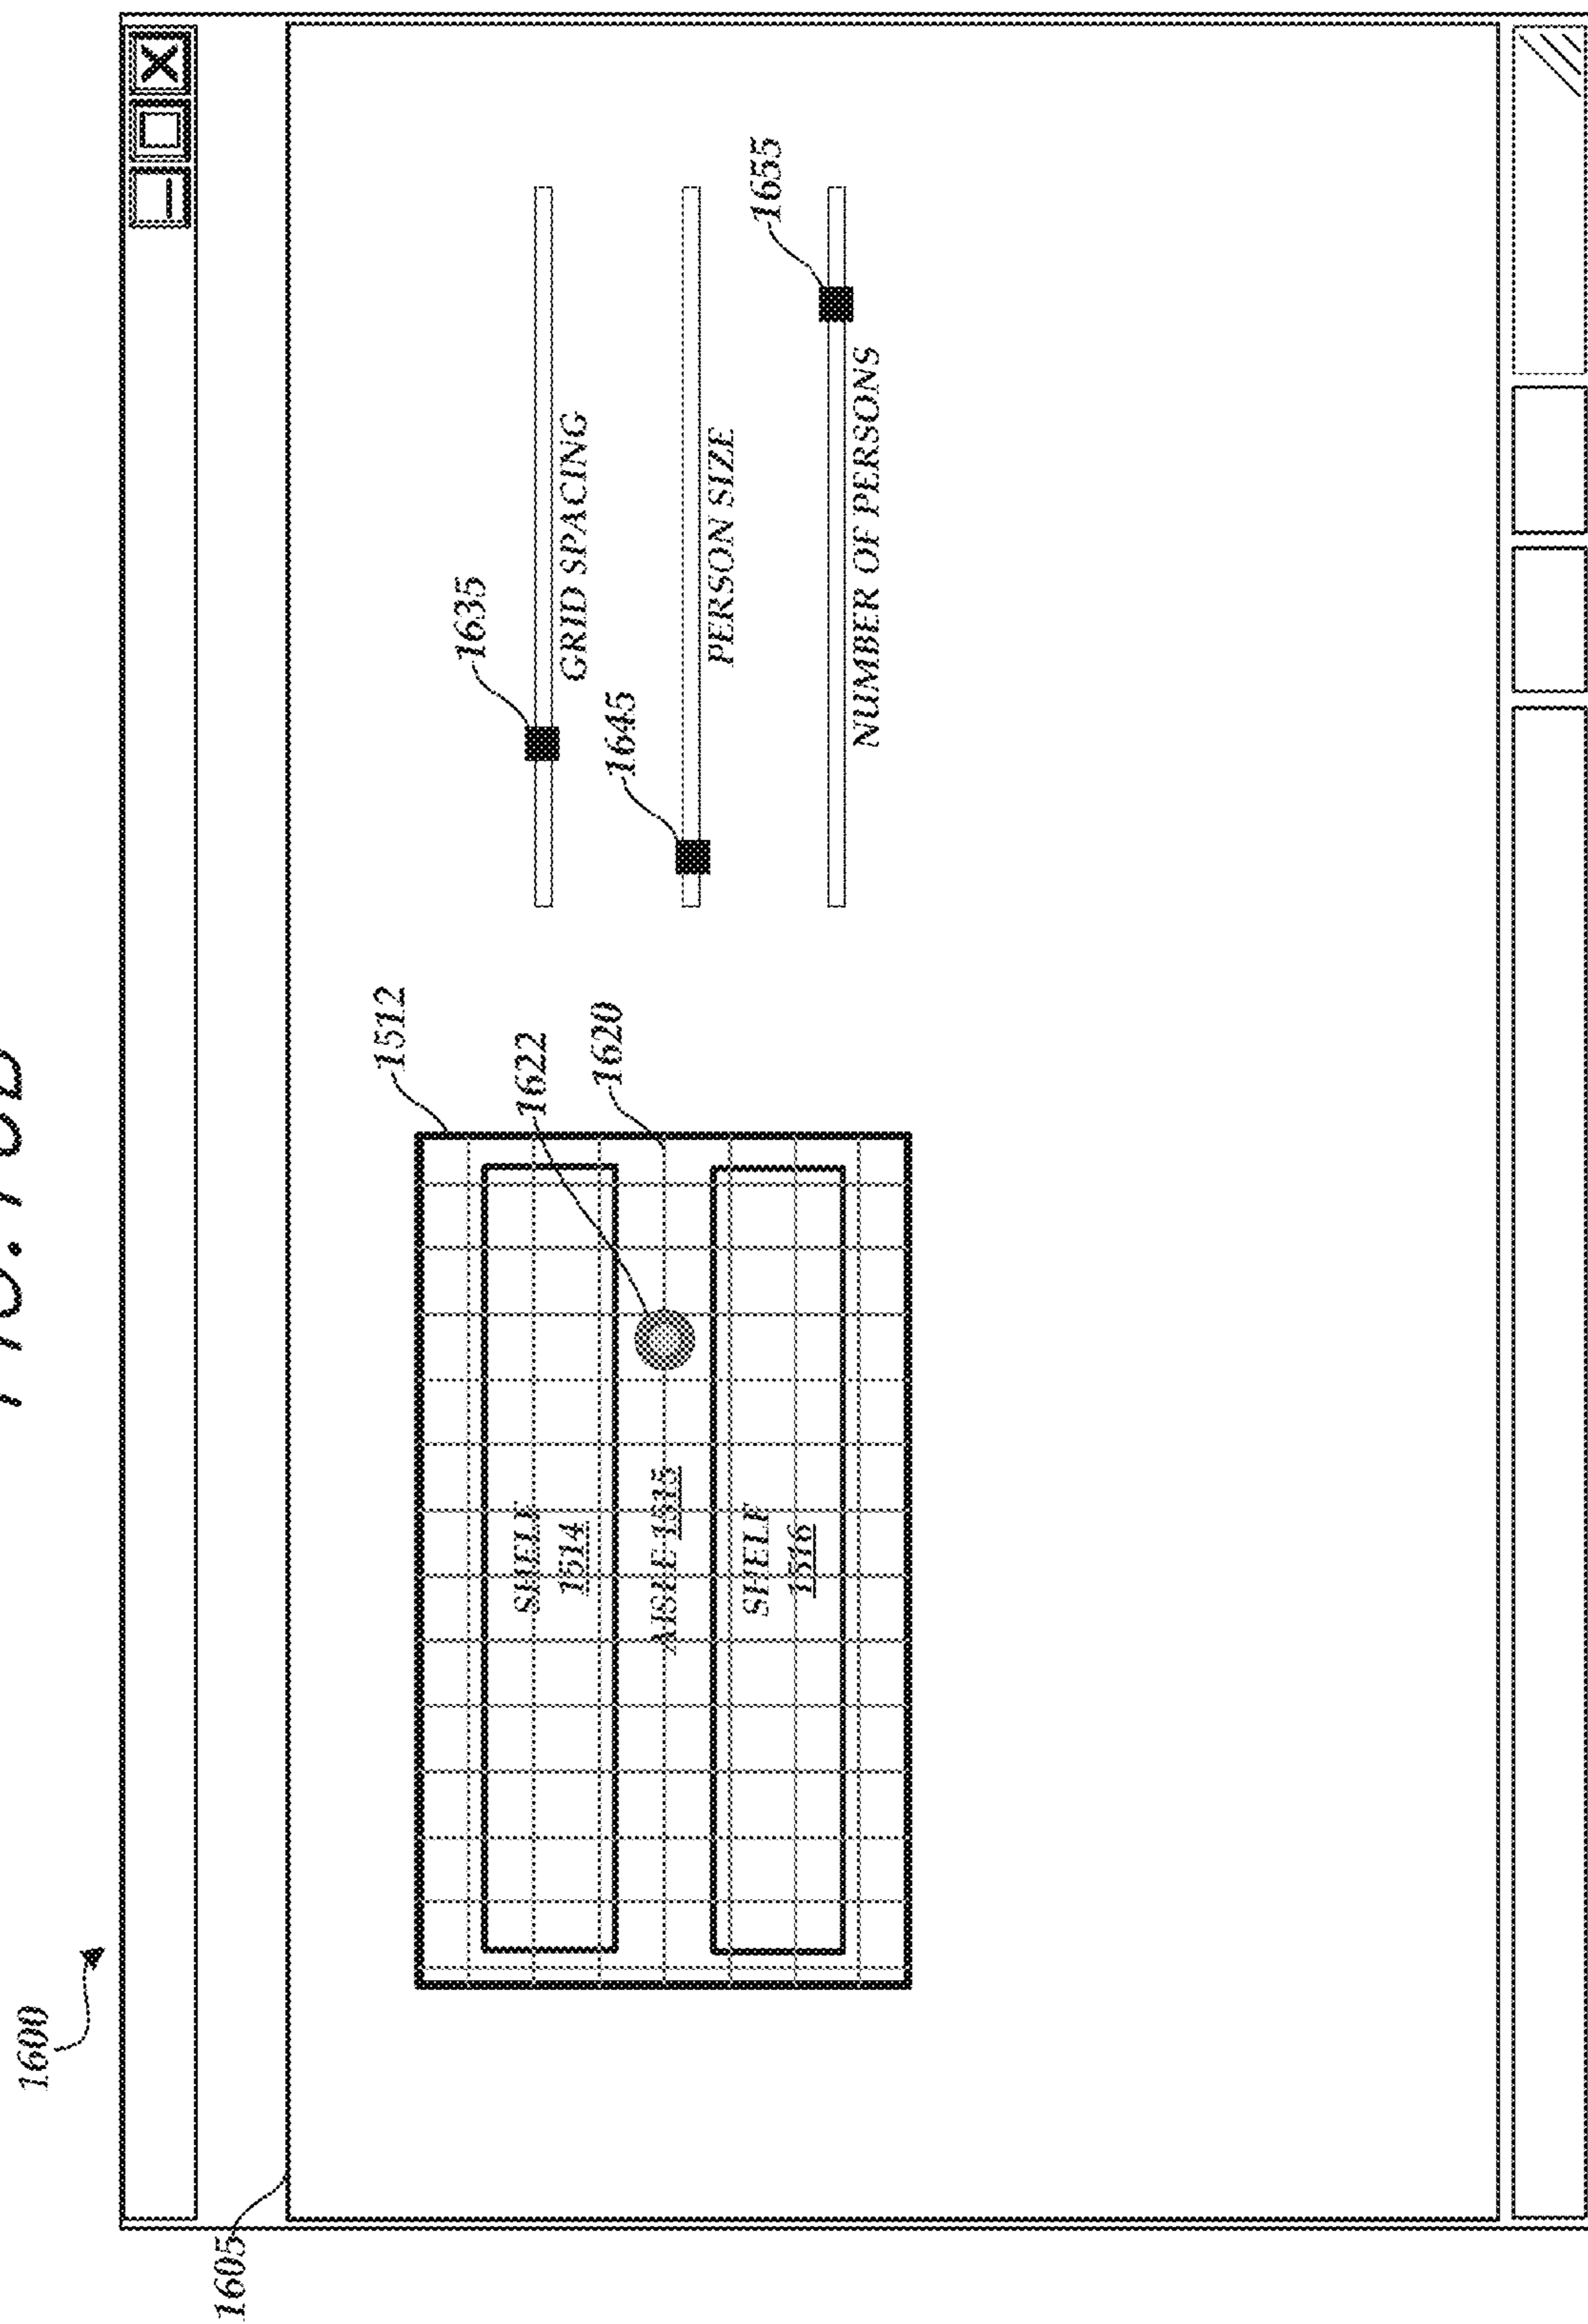 1600
1605
1512
1622
1620
SHELF
1514
AISLE 1515
SHELF
1516
1635
GRID SPACING
1645
PERSON SIZE
1655
NUMBER OF PERSONS